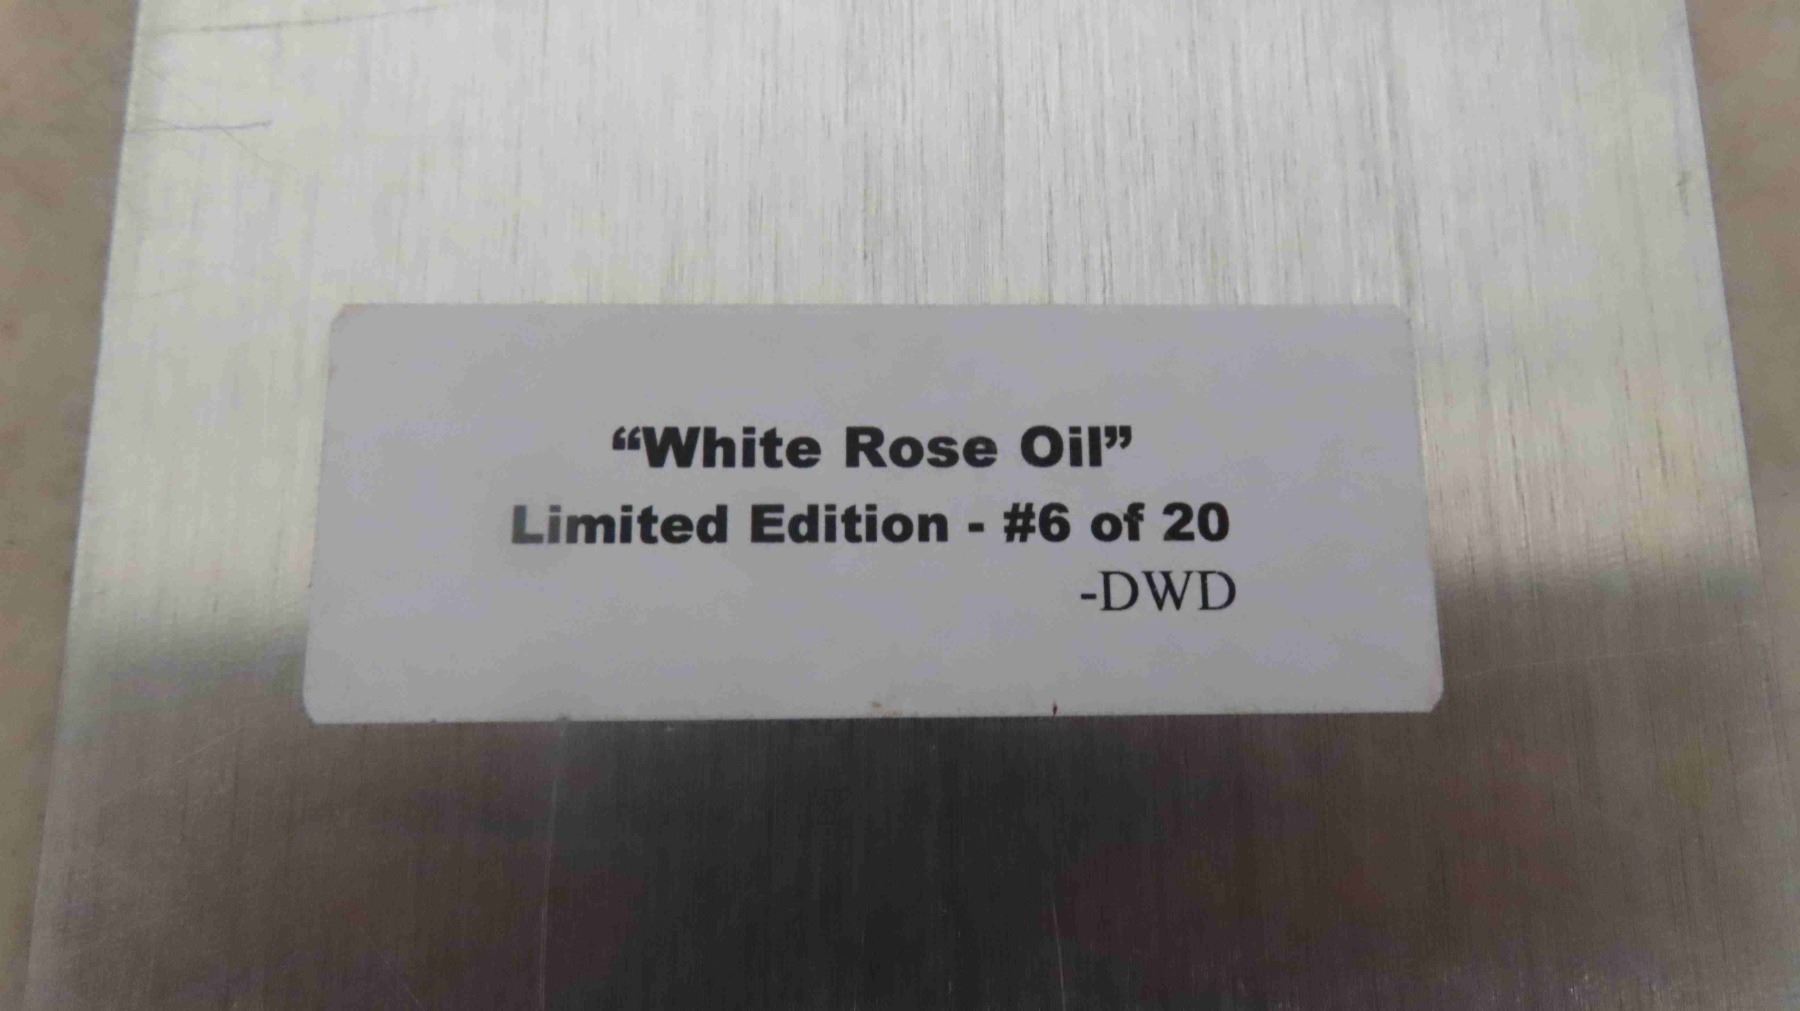 “White Rose Oil”
Limited Edition - #6 of 20
-DWD